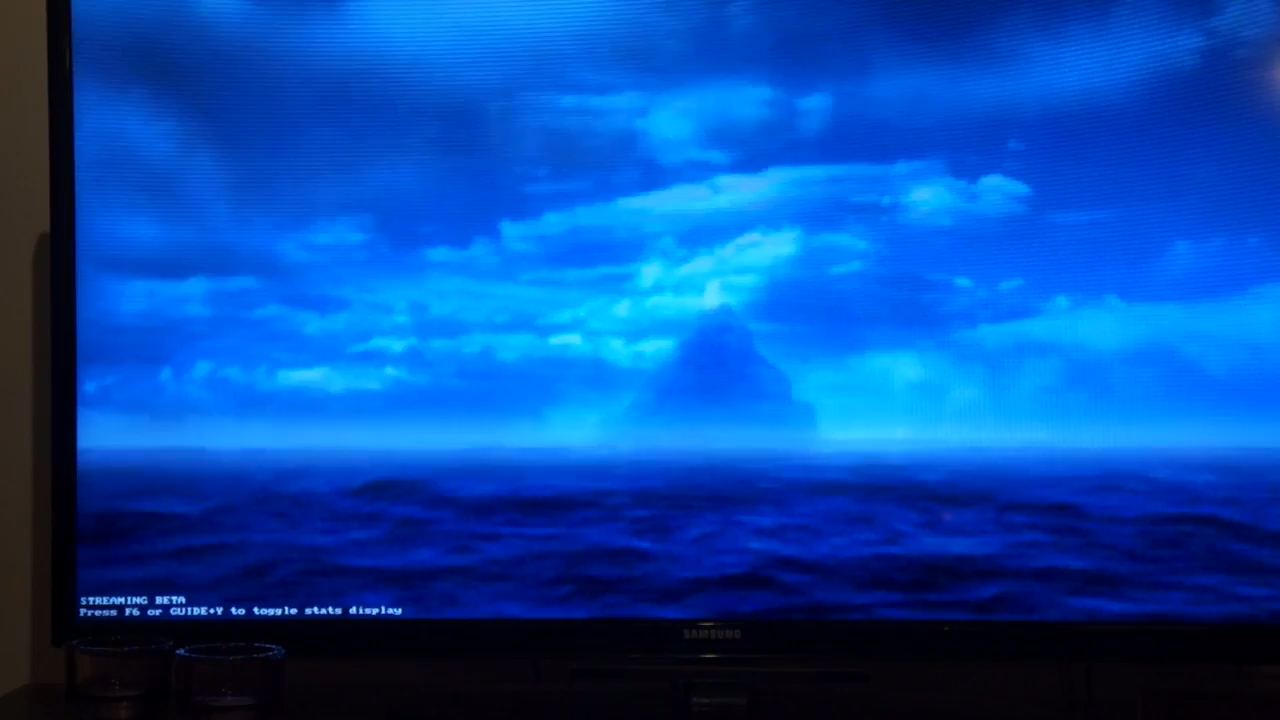 STREAMING BETA
Press F6 or GUIDE+Y to toggle stats display
SAMSUNG